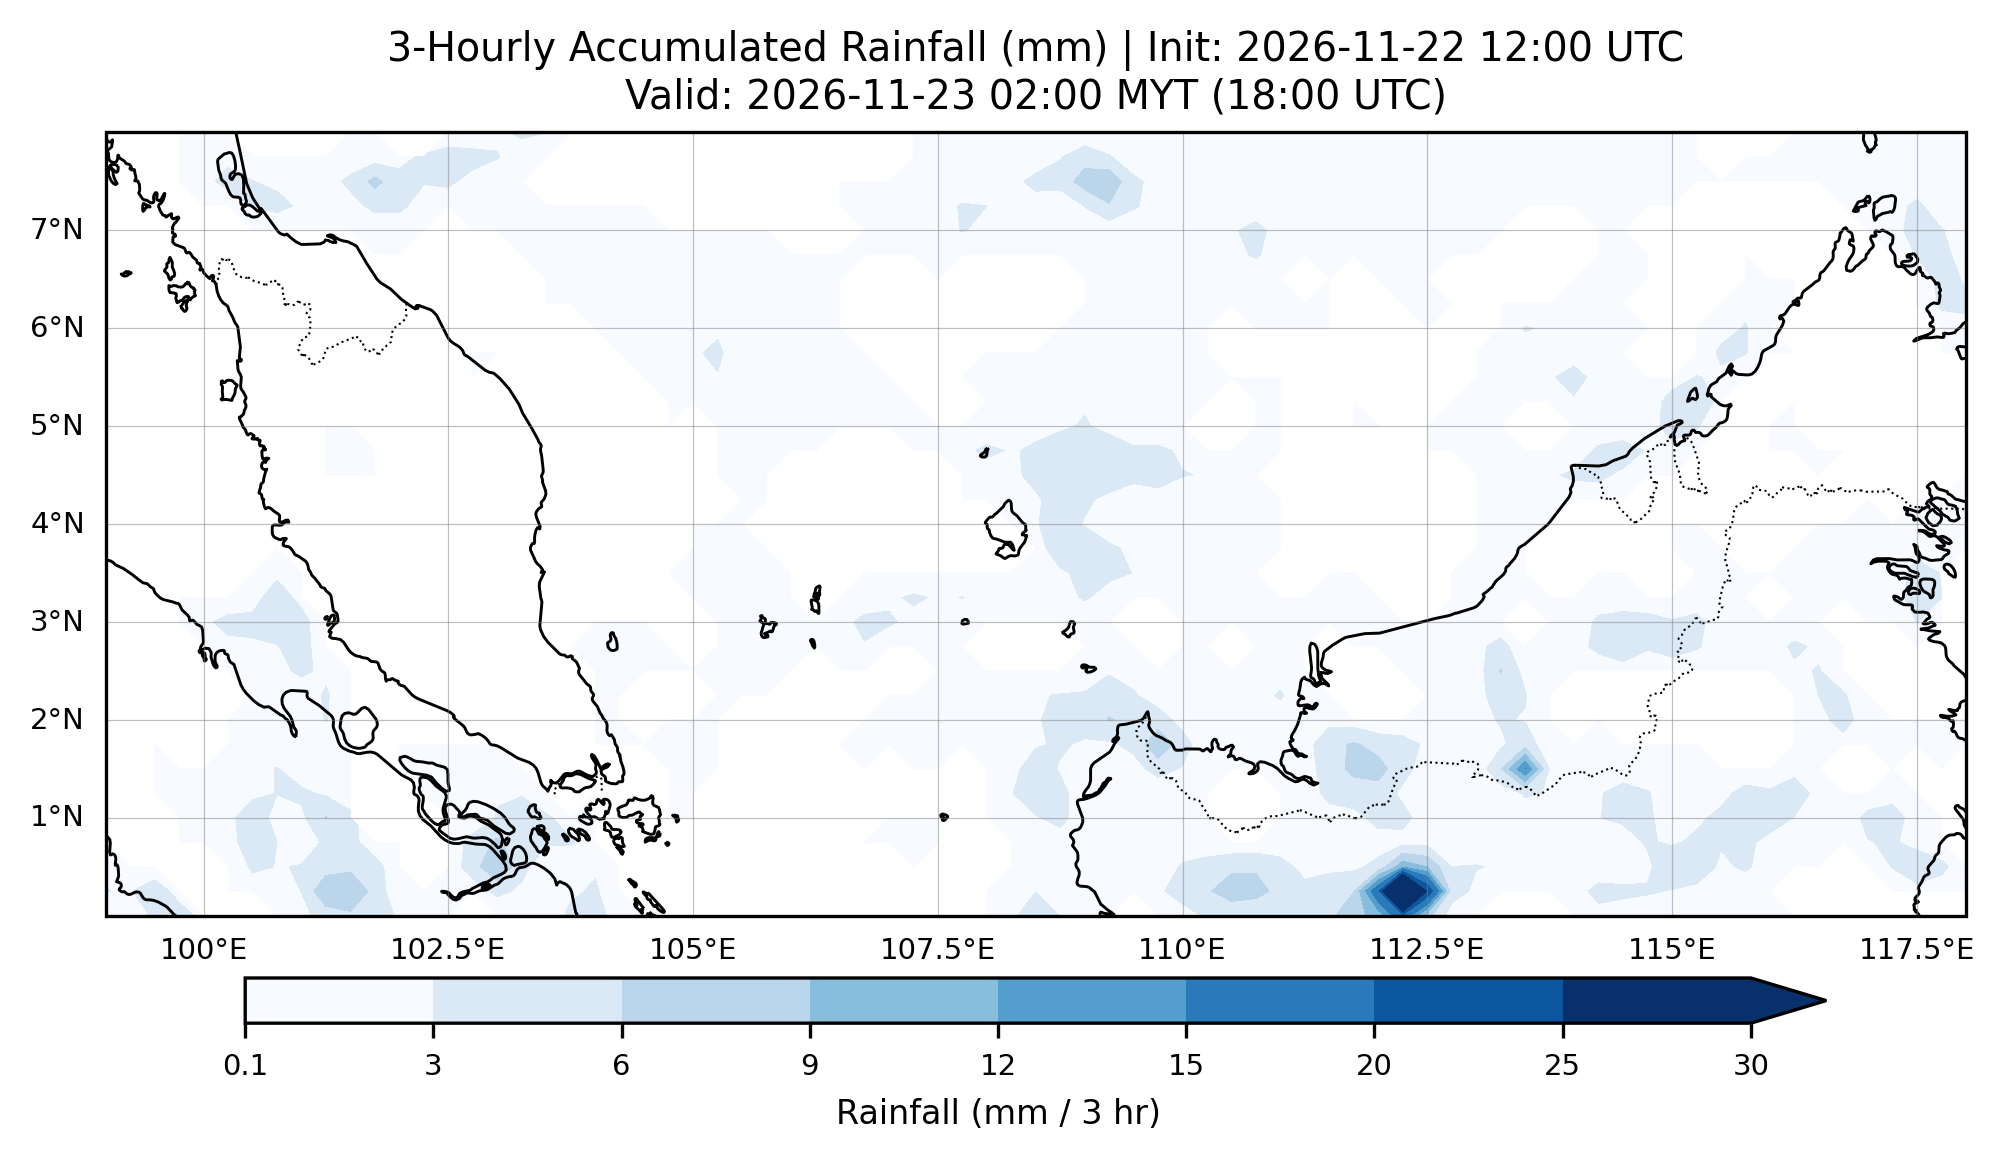 3-Hourly Accumulated Rainfall (mm) | Init: 2026-11-22 12:00 UTC
Valid: 2026-11-23 02:00 MYT (18:00 UTC)
7°N
6°N
5°N
4°N
3°N
2°N
1°N
100°E 102.5°E 105°E 107.5°E 110°E 112.5°E 115°E 117.5°E
0.1 3 6 9 12 15 20 25 30
Rainfall (mm / 3 hr)